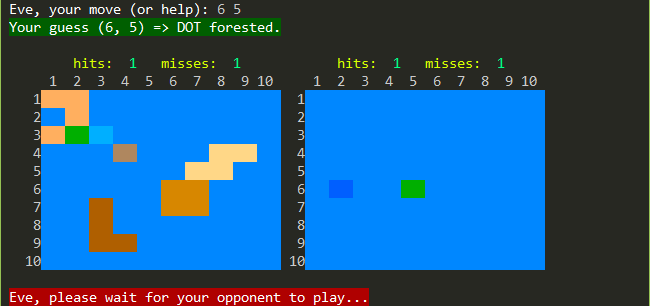 Eve, your move (or help): 6 5
Your guess (6, 5) => DOT forested.
hits: 1 misses: 1 hits: 1 misses: 1
1 2 3 4 5 6 7 8 9 10 1 2 3 4 5 6 7 8 9 10
1 1
2 2
3 3
4 4
5 5
6 6
7 7
8 8
9 9
10 10
Eve, please wait for your opponent to play...